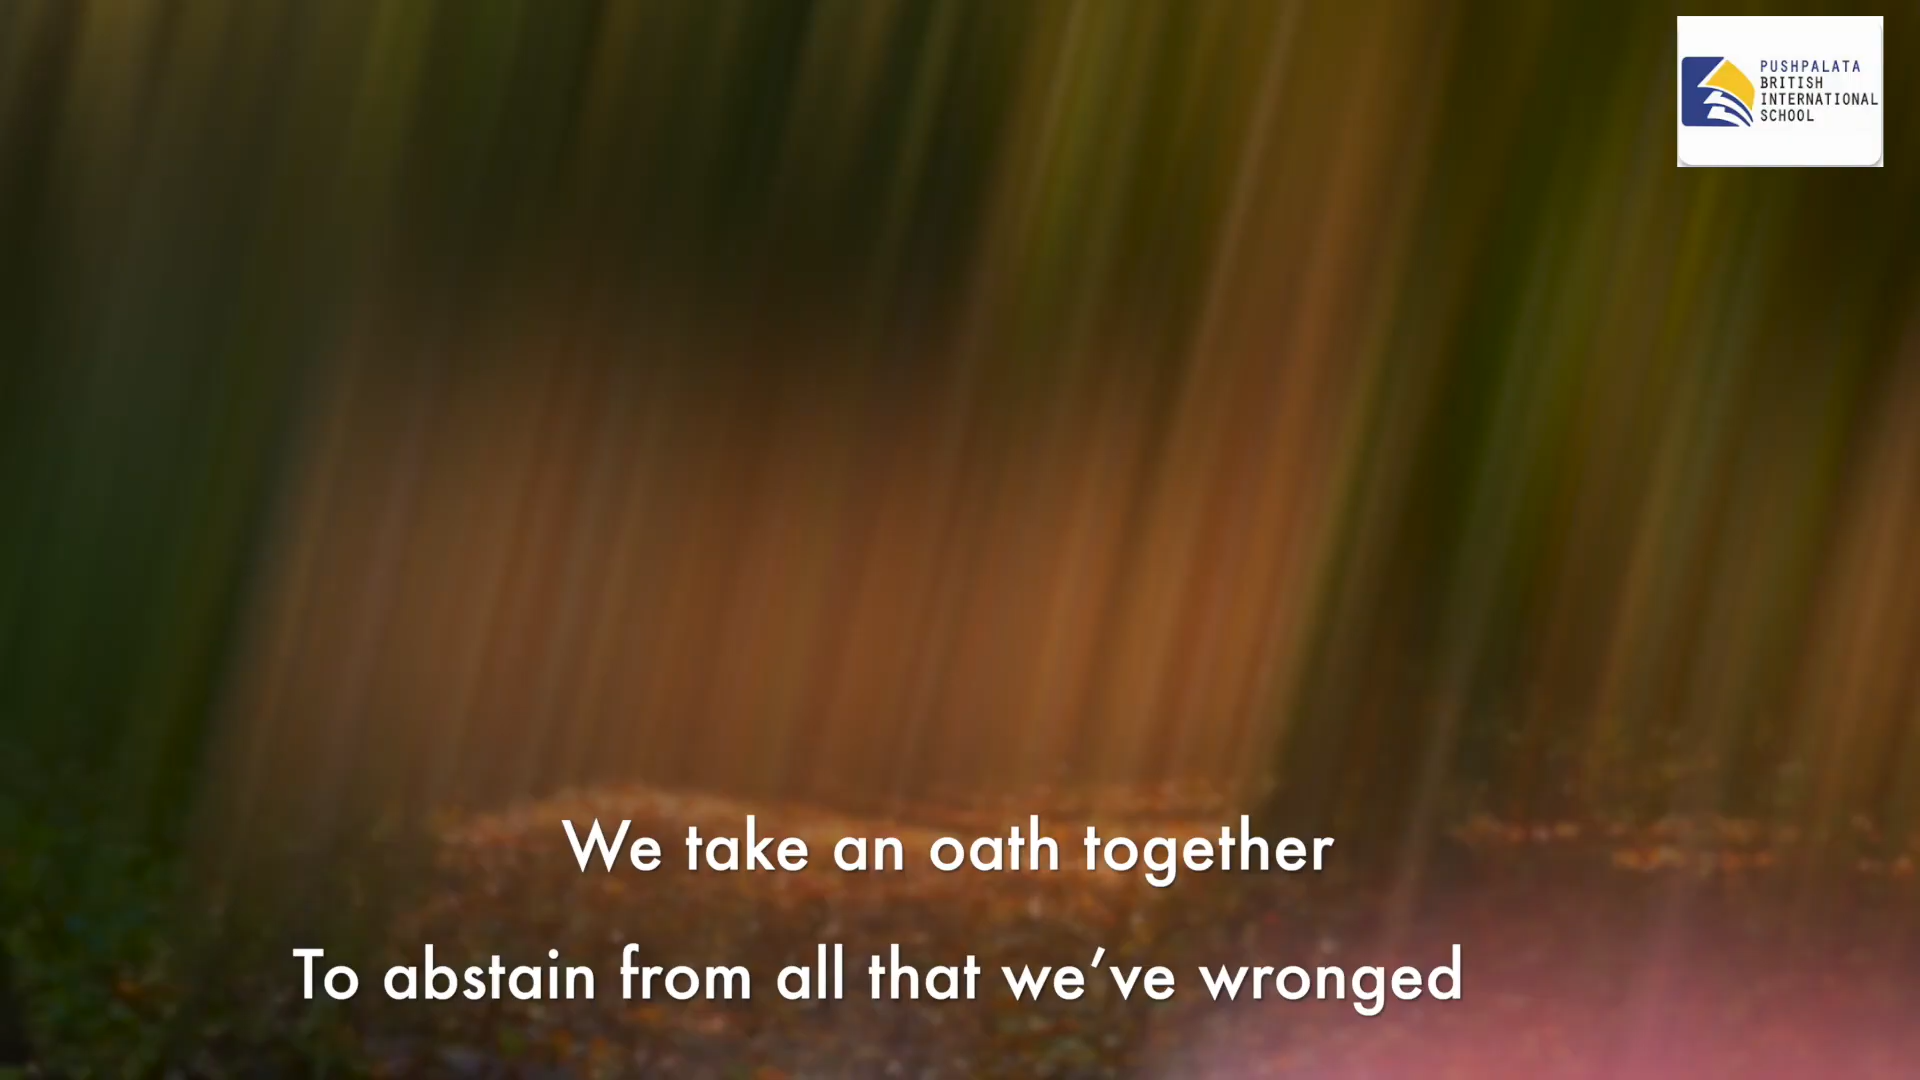 PUSHPALATA
BRITISH
INTERNATIONAL
SCHOOL
We take an oath together
To abstain from all that we’ve wronged